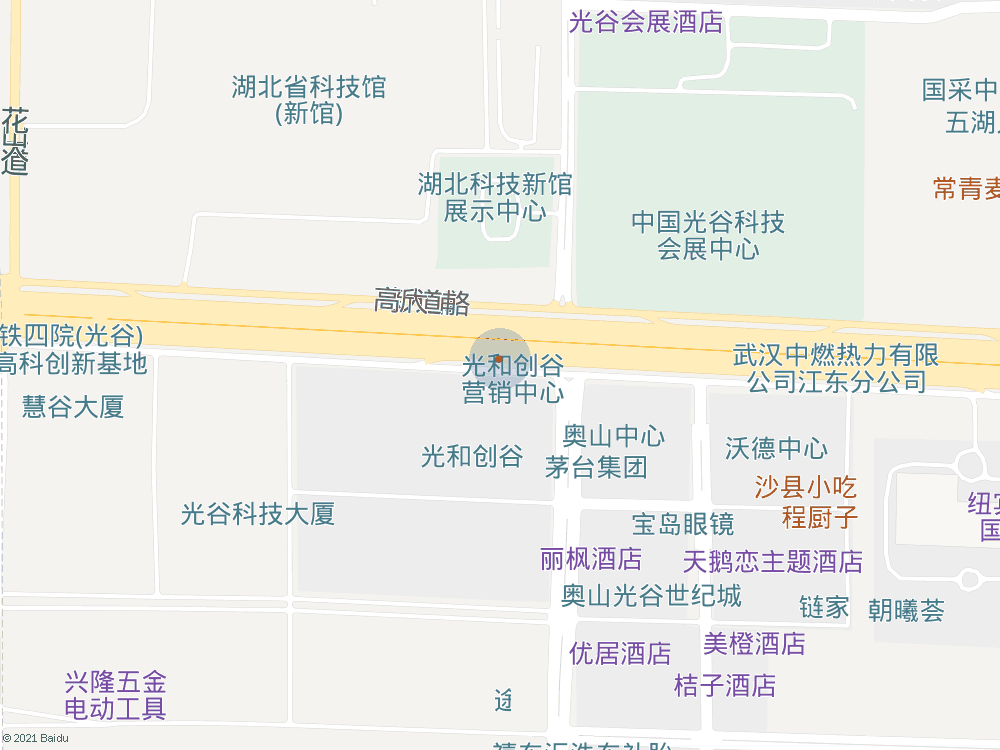 光谷会展酒店
湖北省科技馆
(新馆)
国采中
五湖
花山道
湖北科技新馆
展示中心
常青麦
中国光谷科技
会展中心
铁四院(光谷)
高科创新基地
光和创谷
营销中心
武汉中燃热力有限
公司江东分公司
慧谷大厦
奥山中心
光和创谷
茅台集团
沃德中心
沙县小吃
程厨子
光谷科技大厦
宝岛眼镜
纽宾
国
丽枫酒店
天鹅恋主题酒店
奥山光谷世纪城
链家
朝曦荟
优居酒店
美橙酒店
兴隆五金
电动工具
桔子酒店
© 2021 Baidu